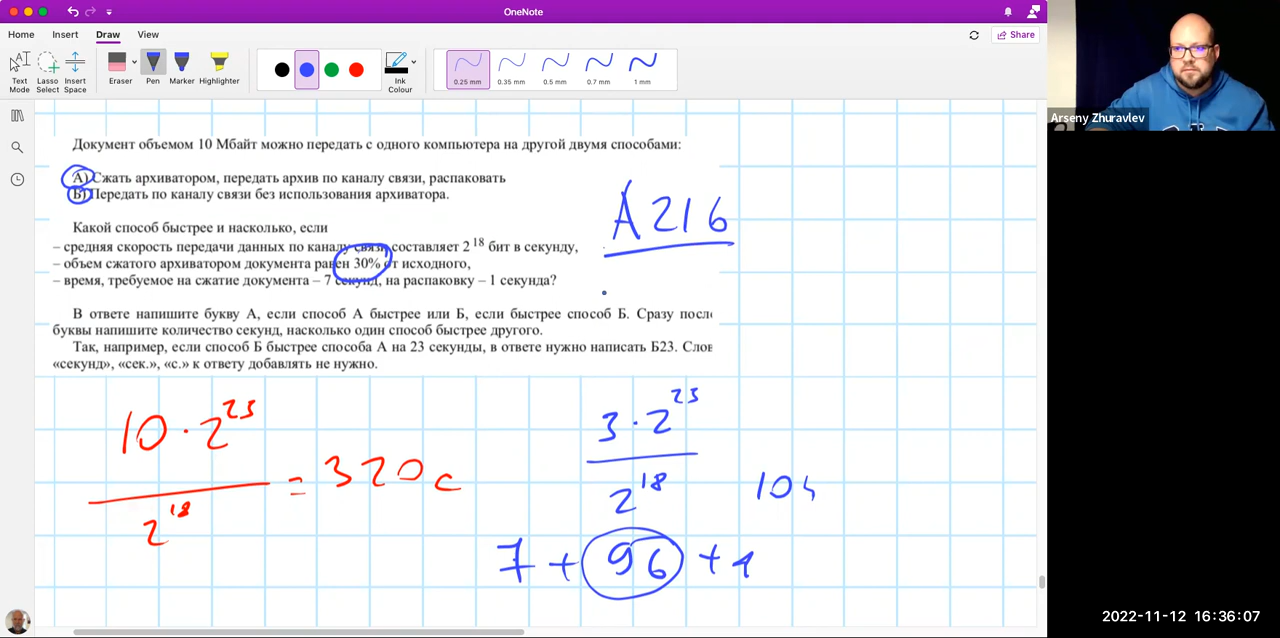 OneNote
Home Insert Draw View
Share
Text Mode
Lasso Select
Insert Space
Eraser
Pen
Marker
Highlighter
Ink Colour
0.25 mm
0.35 mm
0.5 mm
0.7 mm
1 mm
Arseny Zhuravlev
Документ объемом 10 Мбайт можно передать с одного компьютера на другой двумя способами:
А) Сжать архиватором, передать архив по каналу связи, распаковать
Б) Передать по каналу связи без использования архиватора.
А216
Какой способ быстрее и насколько, если
– средняя скорость передачи данных по каналу связи составляет 2^18 бит в секунду,
– объем сжатого архиватором документа равен 30% от исходного,
– время, требуемое на сжатие документа – 7 секунд, на распаковку – 1 секунда?
В ответе напишите букву А, если способ А быстрее или Б, если быстрее способ Б. Сразу посл
буквы напишите количество секунд, насколько один способ быстрее другого.
Так, например, если способ Б быстрее способа А на 23 секунды, в ответе нужно написать Б23. Слов
«секунд», «сек.», «с.» к ответу добавлять не нужно.
10 · 2^23
2^18
= 320 с
3 · 2^23
2^18
104
7 + 96 + 1
2022-11-12 16:36:07